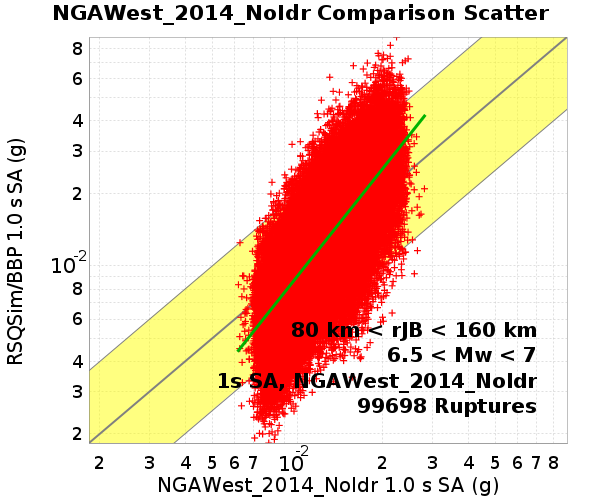 NGAWest_2014_NoIdr Comparison Scatter
RSQSim/BBP 1.0 s SA (g)
8
6
4
3
2
10-2
8
6
4
3
2
80 km < rJB < 160 km
6.5 < Mw < 7
1s SA, NGAWest_2014_NoIdr
99698 Ruptures
2 3 4 5 6 7 10-2 2 3 4 5 6 7 8
NGAWest_2014_NoIdr 1.0 s SA (g)